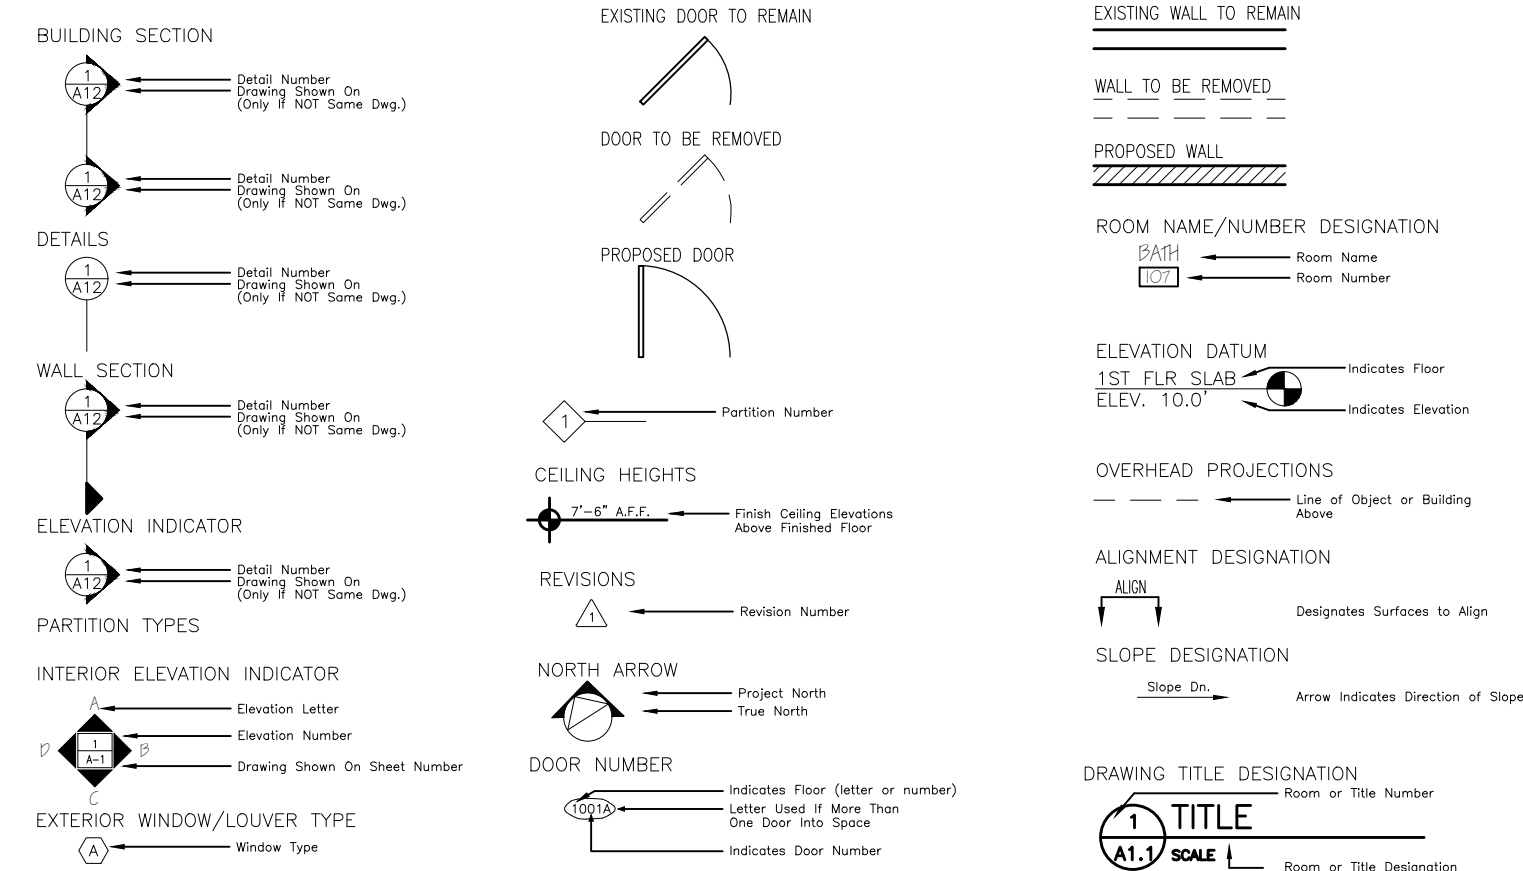 BUILDING SECTION
1
A12
Detail Number
Drawing Shown On
(Only If NOT Same Dwg.)
1
A12
Detail Number
Drawing Shown On
(Only If NOT Same Dwg.)
DETAILS
1
A12
Detail Number
Drawing Shown On
(Only If NOT Same Dwg.)
WALL SECTION
1
A12
Detail Number
Drawing Shown On
(Only If NOT Same Dwg.)
ELEVATION INDICATOR
1
A12
Detail Number
Drawing Shown On
(Only If NOT Same Dwg.)
PARTITION TYPES
INTERIOR ELEVATION INDICATOR
A
Elevation Letter
1
Elevation Number
D
B
A-1
Drawing Shown On Sheet Number
C
EXTERIOR WINDOW/LOUVER TYPE
A
Window Type
EXISTING DOOR TO REMAIN
DOOR TO BE REMOVED
PROPOSED DOOR
1
Partition Number
CEILING HEIGHTS
7'-6" A.F.F.
Finish Ceiling Elevations
Above Finished Floor
REVISIONS
1
Revision Number
NORTH ARROW
Project North
True North
DOOR NUMBER
Indicates Floor (letter or number)
1001A
Letter Used If More Than
One Door Into Space
Indicates Door Number
EXISTING WALL TO REMAIN
WALL TO BE REMOVED
PROPOSED WALL
ROOM NAME/NUMBER DESIGNATION
BATH
Room Name
107
Room Number
ELEVATION DATUM
Indicates Floor
1ST FLR SLAB
ELEV. 10.0'
Indicates Elevation
OVERHEAD PROJECTIONS
Line of Object or Building
Above
ALIGNMENT DESIGNATION
ALIGN
Designates Surfaces to Align
SLOPE DESIGNATION
Slope Dn.
Arrow Indicates Direction of Slope
DRAWING TITLE DESIGNATION
Room or Title Number
1
TITLE
A1.1
SCALE
Room or Title Designation